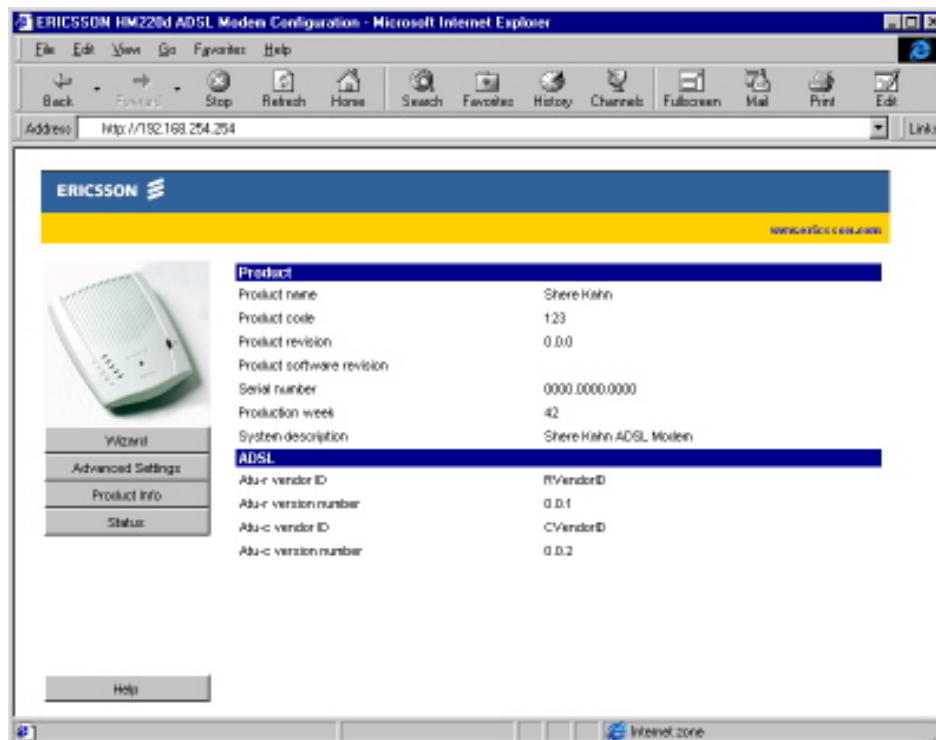 ERICSSON HM220d ADSL Modem Configuration - Microsoft Internet Explorer
File Edit View Go Favorites Help
Back Forward Stop Refresh Home Search Favorites History Channels Fullscreen Mail Print Edit
Address http://192.168.254.254 Links
ERICSSON
www.ericsson.com
Product
Product name Shere Kahn
Product code 123
Product revision 0.0.0
Product software revision
Serial number 0000.0000.0000
Production week 42
System description Shere Kahn ADSL Modem
ADSL
Atu-r vendor ID RVendorID
Atu-r version number 0.0.1
Atu-c vendor ID CVendorID
Atu-c version number 0.0.2
Wizard
Advanced Settings
Product Info
Status
Help
Internet zone